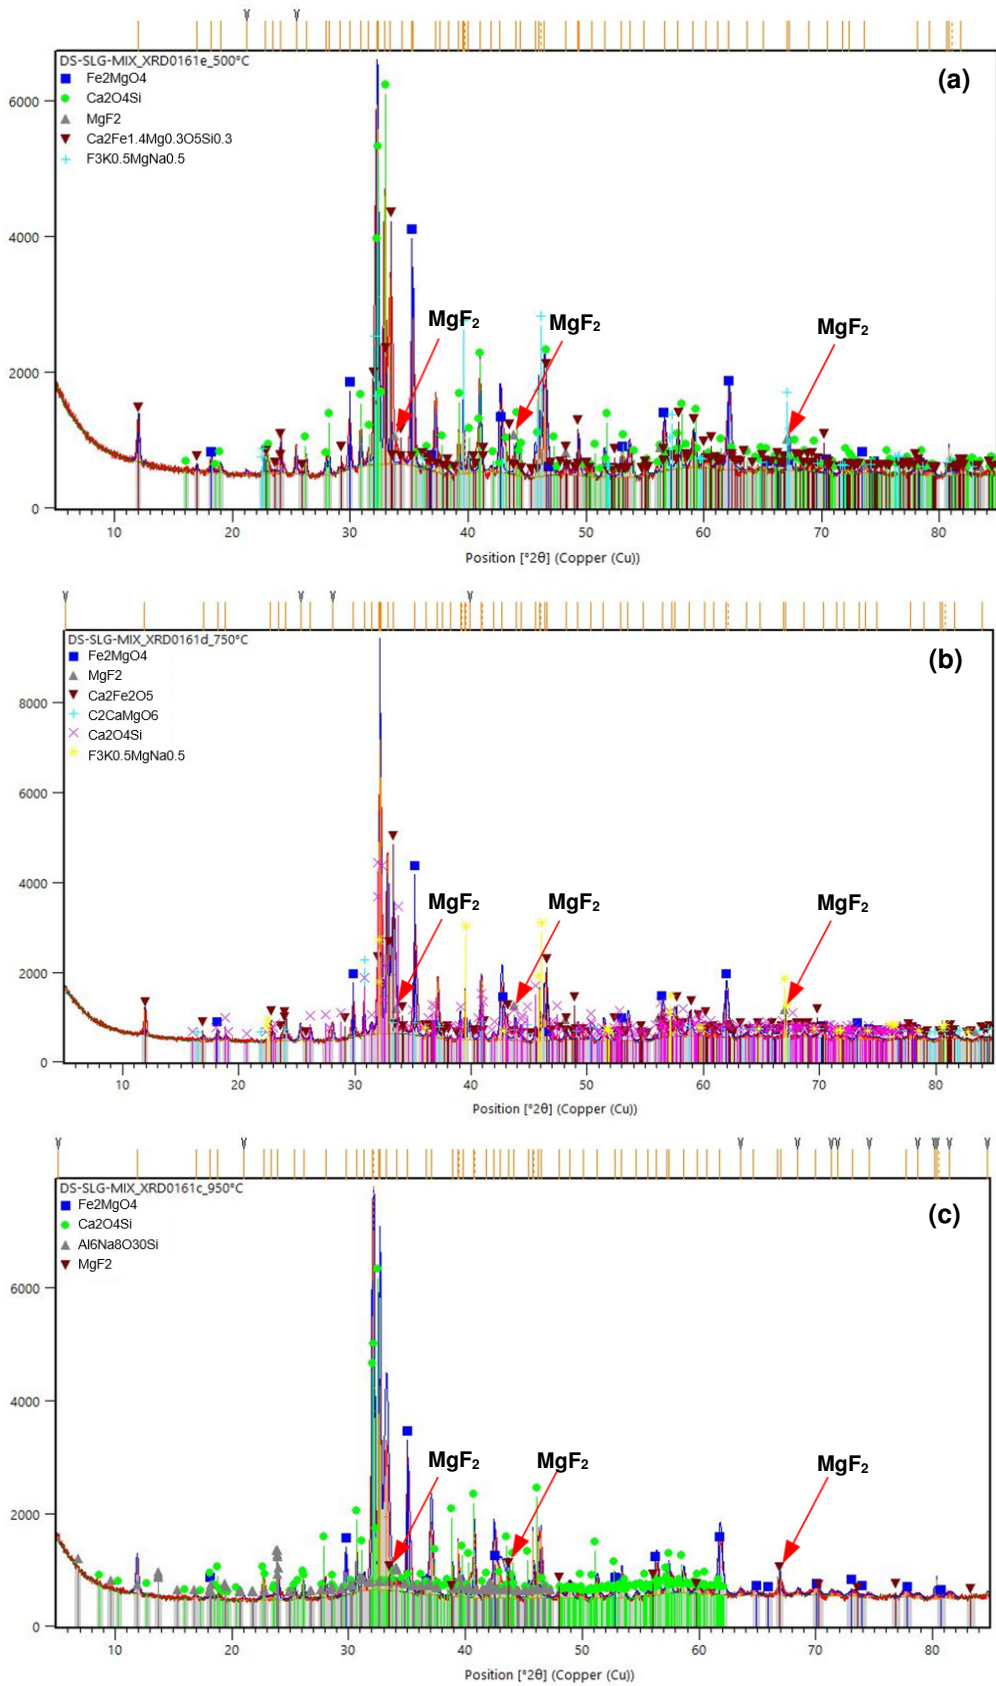 (a)
DS-SLG-MIX_XRD0161e_500°C
Fe2MgO4
Ca2O4Si
MgF2
Ca2Fe1.4Mg0.3O5Si0.3
F3K0.5MgNa0.5
6000
4000
2000
0
MgF₂
MgF₂
MgF₂
10 20 30 40 50 60 70 80
Position [°2θ] (Copper (Cu))
(b)
DS-SLG-MIX_XRD0161d_750°C
Fe2MgO4
MgF2
Ca2Fe2O5
C2CaMgO6
Ca2O4Si
F3K0.5MgNa0.5
8000
6000
4000
2000
0
MgF₂
MgF₂
MgF₂
10 20 30 40 50 60 70 80
Position [°2θ] (Copper (Cu))
(c)
DS-SLG-MIX_XRD0161c_950°C
Fe2MgO4
Ca2O4Si
Al6Na8O30Si
MgF2
6000
4000
2000
0
MgF₂
MgF₂
MgF₂
10 20 30 40 50 60 70 80
Position [°2θ] (Copper (Cu))